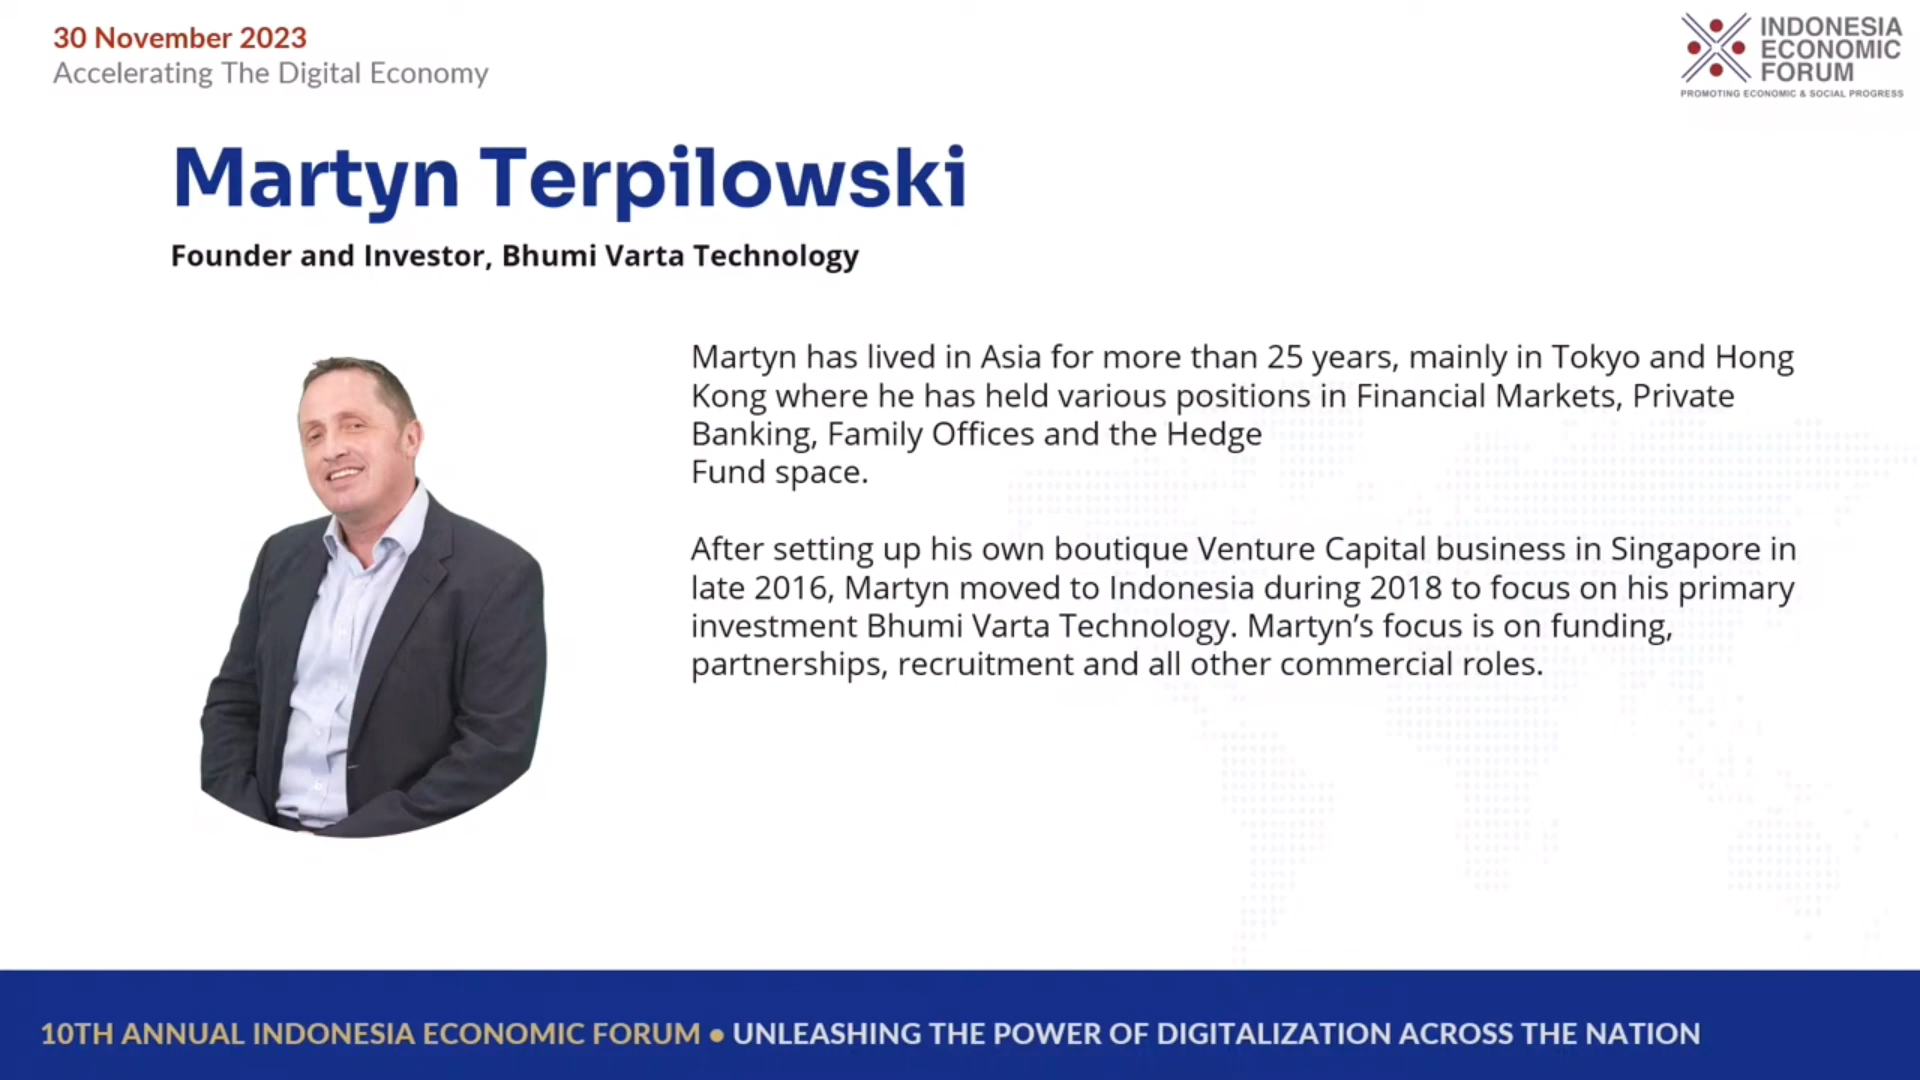 30 November 2023
Accelerating The Digital Economy
INDONESIA
ECONOMIC
FORUM
PROMOTING ECONOMIC & SOCIAL PROGRESS
Martyn Terpilowski
Founder and Investor, Bhumi Varta Technology
Martyn has lived in Asia for more than 25 years, mainly in Tokyo and Hong
Kong where he has held various positions in Financial Markets, Private
Banking, Family Offices and the Hedge
Fund space.
After setting up his own boutique Venture Capital business in Singapore in
late 2016, Martyn moved to Indonesia during 2018 to focus on his primary
investment Bhumi Varta Technology. Martyn’s focus is on funding,
partnerships, recruitment and all other commercial roles.
10TH ANNUAL INDONESIA ECONOMIC FORUM ● UNLEASHING THE POWER OF DIGITALIZATION ACROSS THE NATION